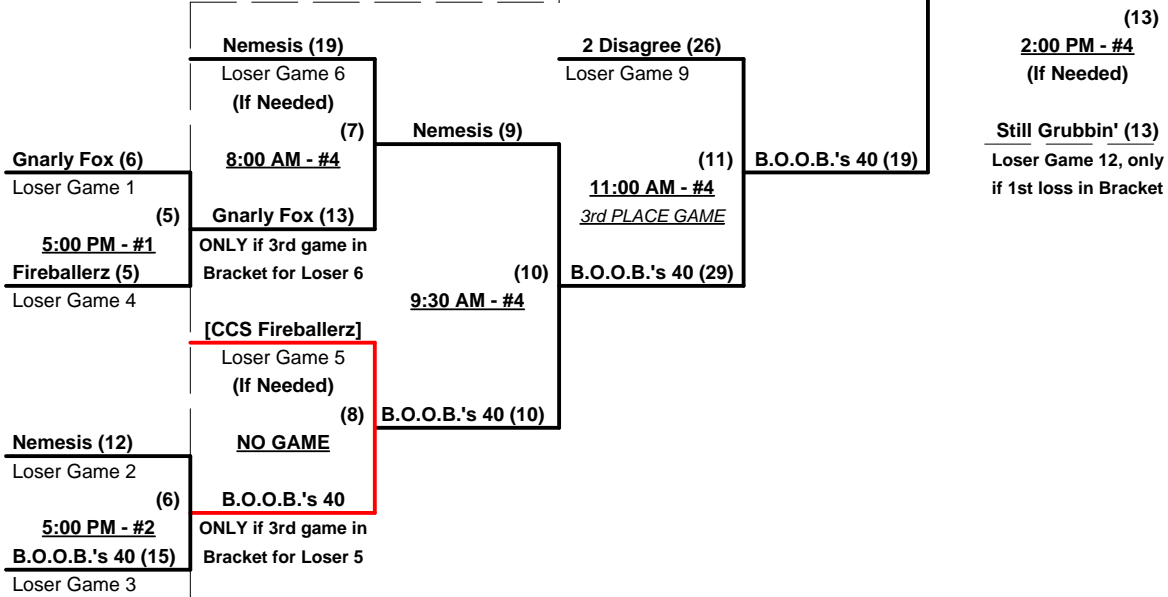 (13)
Nemesis (19)
2 Disagree (26)
2:00 PM - #4
Loser Game 6
Loser Game 9
(If Needed)
(If Needed)
(7)
Nemesis (9)
Still Grubbin' (13)
Gnarly Fox (6)
8:00 AM - #4
(11)
B.O.O.B.'s 40 (19)
Loser Game 12, only
Loser Game 1
11:00 AM - #4
if 1st loss in Bracket
(5)
Gnarly Fox (13)
3rd PLACE GAME
5:00 PM - #1
ONLY if 3rd game in
Fireballerz (5)
Bracket for Loser 6
(10)
B.O.O.B.'s 40 (29)
Loser Game 4
9:30 AM - #4
[CCS Fireballerz]
Loser Game 5
(If Needed)
(8)
B.O.O.B.'s 40 (10)
Nemesis (12)
NO GAME
Loser Game 2
(6)
B.O.O.B.'s 40
5:00 PM - #2
ONLY if 3rd game in
B.O.O.B.'s 40 (15)
Bracket for Loser 5
Loser Game 3